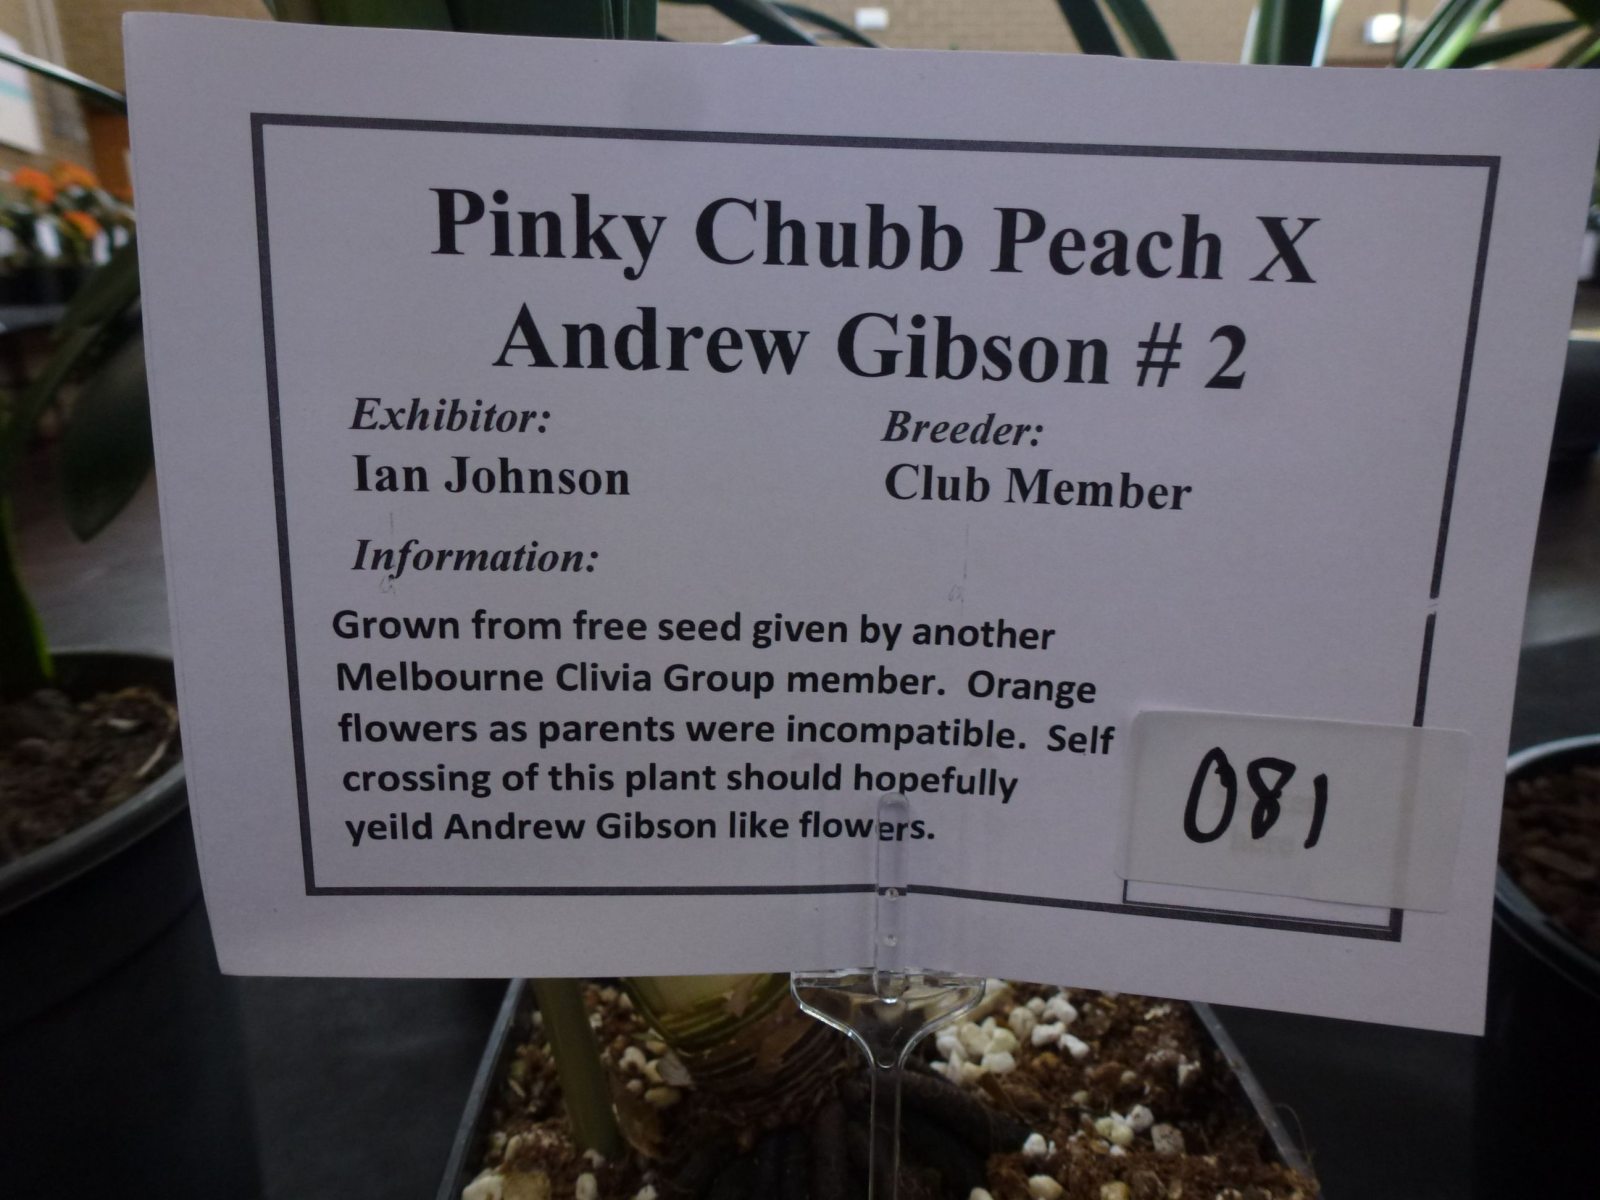 Pinky Chubb Peach X
Andrew Gibson # 2
Exhibitor:
Breeder:
Ian Johnson
Club Member
Information:
Grown from free seed given by another
Melbourne Clivia Group member. Orange
flowers as parents were incompatible. Self
crossing of this plant should hopefully
yeild Andrew Gibson like flowers.
081